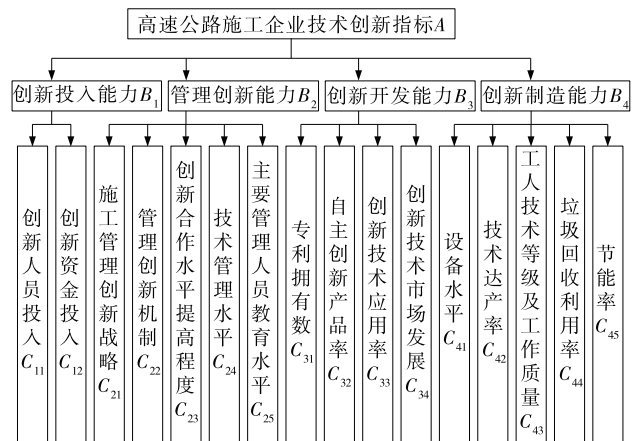 高速公路施工企业技术创新指标A
创新投入能力B₁
管理创新能力B₂
创新开发能力B₃
创新制造能力B₄
创新人员投入C₁₁
创新资金投入C₁₂
施工管理创新战略C₂₁
管理创新机制C₂₂
创新合作水平提高程度C₂₃
技术管理水平C₂₄
主要管理人员教育水平C₂₅
专利拥有数C₃₁
自主创新产品率C₃₂
创新技术应用率C₃₃
创新技术市场发展C₃₄
设备水平C₄₁
技术达产率C₄₂
工人技术等级及工作质量C₄₃
垃圾回收利用率C₄₄
节能率C₄₅